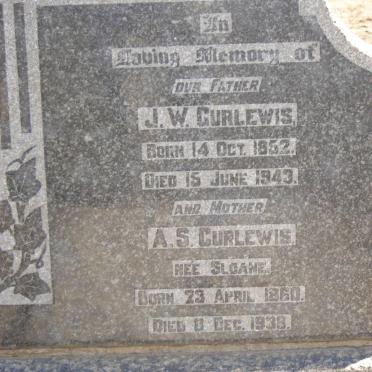 In
Loving Memory of
OUR FATHER
J. W. CURLEWIS,
BORN 14 OCT. 1852.
DIED 15 JUNE 1943.
AND MOTHER
A. S. CURLEWIS.
NÉE SLOANE.
BORN 23 APRIL 1860.
DIED 8 DEC. 1938.